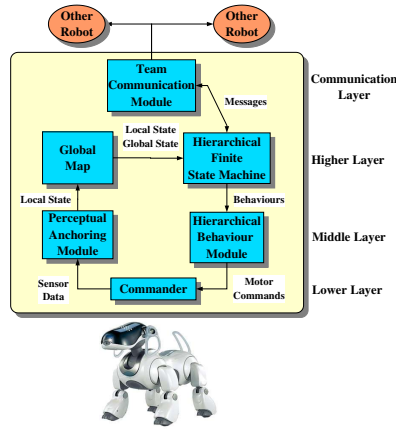 Other
Robot
Other
Robot
Team
Communication
Module
Communication
Layer
Messages
Local State
Global State
Global
Map
Hierarchical
Finite
State Machine
Higher Layer
Local State
Behaviours
Perceptual
Anchoring
Module
Hierarchical
Behaviour
Module
Middle Layer
Sensor
Data
Commander
Motor
Commands
Lower Layer